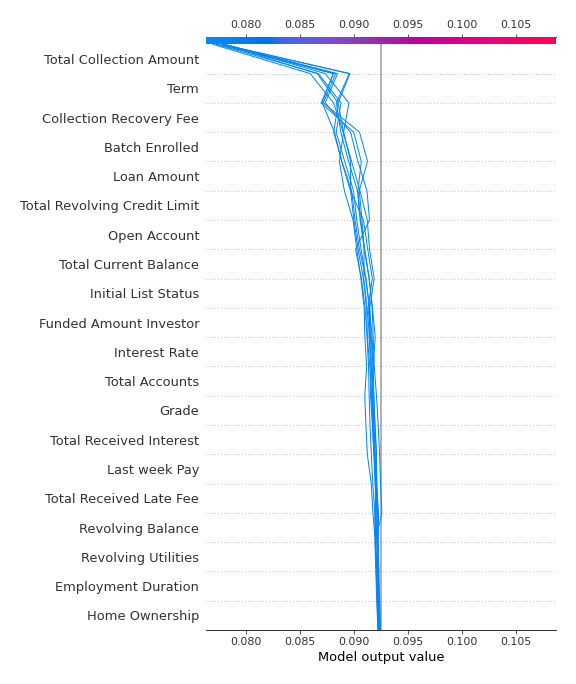 0.080 0.085 0.090 0.095 0.100 0.105
Total Collection Amount
Term
Collection Recovery Fee
Batch Enrolled
Loan Amount
Total Revolving Credit Limit
Open Account
Total Current Balance
Initial List Status
Funded Amount Investor
Interest Rate
Total Accounts
Grade
Total Received Interest
Last week Pay
Total Received Late Fee
Revolving Balance
Revolving Utilities
Employment Duration
Home Ownership
0.080 0.085 0.090 0.095 0.100 0.105
Model output value